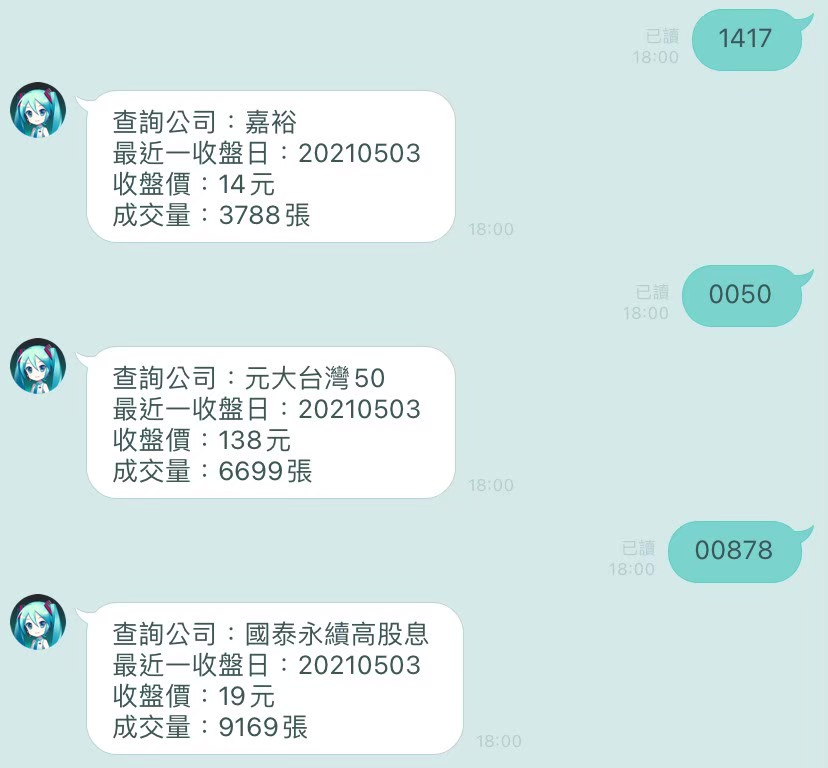 已讀
18:00
1417
查詢公司：嘉裕
最近一收盤日：20210503
收盤價：14元
成交量：3788張
18:00
已讀
18:00
0050
查詢公司：元大台灣50
最近一收盤日：20210503
收盤價：138元
成交量：6699張
18:00
已讀
18:00
00878
查詢公司：國泰永續高股息
最近一收盤日：20210503
收盤價：19元
成交量：9169張
18:00